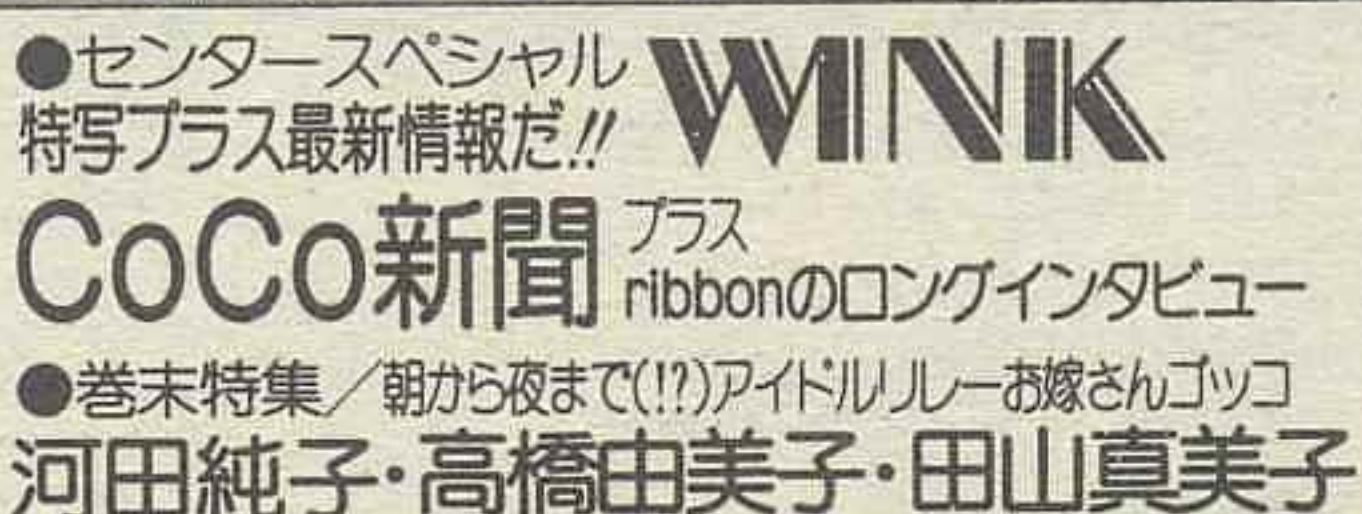 ●センタースペシャル
特写プラス最新情報だ!!
WINK
CoCo新聞
プラス
ribbonのロングインタビュー
●巻末特集/朝から夜まで(!?)アイドルリレーお嫁さんゴッコ
河田純子・高橋由美子・田山真美子